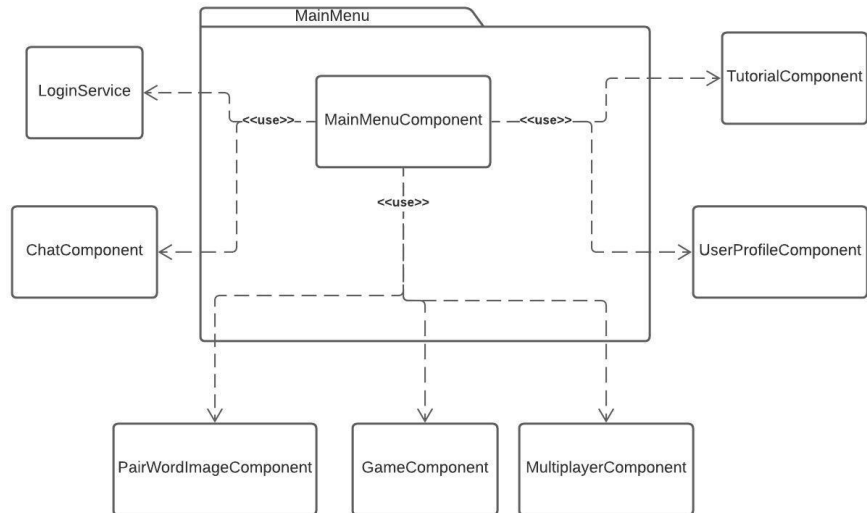 MainMenu
LoginService
MainMenuComponent
TutorialComponent
<<use>>
<<use>>
<<use>>
ChatComponent
UserProfileComponent
PairWordImageComponent
GameComponent
MultiplayerComponent